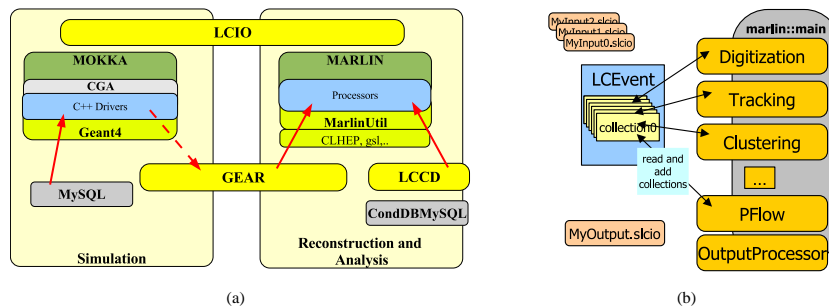 LCIO
MOKKA
CGA
C++ Drivers
Geant4
MySQL
Simulation
MARLIN
Processors
MarlinUtil
CLHEP, gsl,..
GEAR
LCCD
CondDBMySQL
Reconstruction and
Analysis
(a)
MyInput2.slcio
MyInput1.slcio
MyInput0.slcio
LCEvent
collection0
read and
add
collections
MyOutput.slcio
marlin::main
Digitization
Tracking
Clustering
...
PFlow
OutputProcessor
(b)